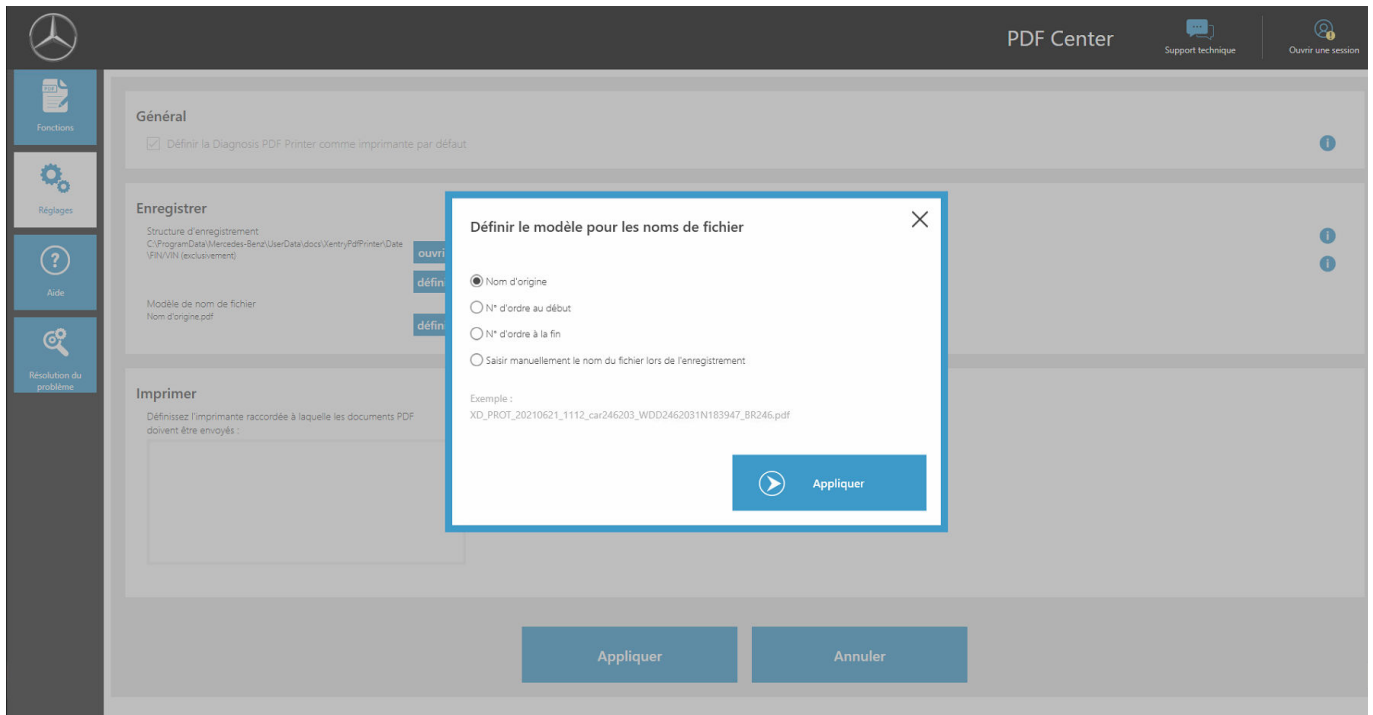 PDF Center
Support technique
Ouvrir une session
PDF
Fonctions
Réglages
Aide
Résolution du
problème
Général
Définir la Diagnosis PDF Printer comme imprimante par défaut
Enregistrer
Structure d'enregistrement
C:\ProgramData\Mercedes-Benz\UserData\docs\XentryPdfPrinter\Date
\FIN/VIN (exclusivement)
ouvri
défin
Modèle de nom de fichier
Nom d'origine.pdf
défin
Imprimer
Définissez l'imprimante raccordée à laquelle les documents PDF
doivent être envoyés :
Définir le modèle pour les noms de fichier
Nom d'origine
N° d'ordre au début
N° d'ordre à la fin
Saisir manuellement le nom du fichier lors de l'enregistrement
Exemple :
XD_PROT_20210621_1112_car246203_WDD2462031N183947_BR246.pdf
Appliquer
Appliquer
Annuler